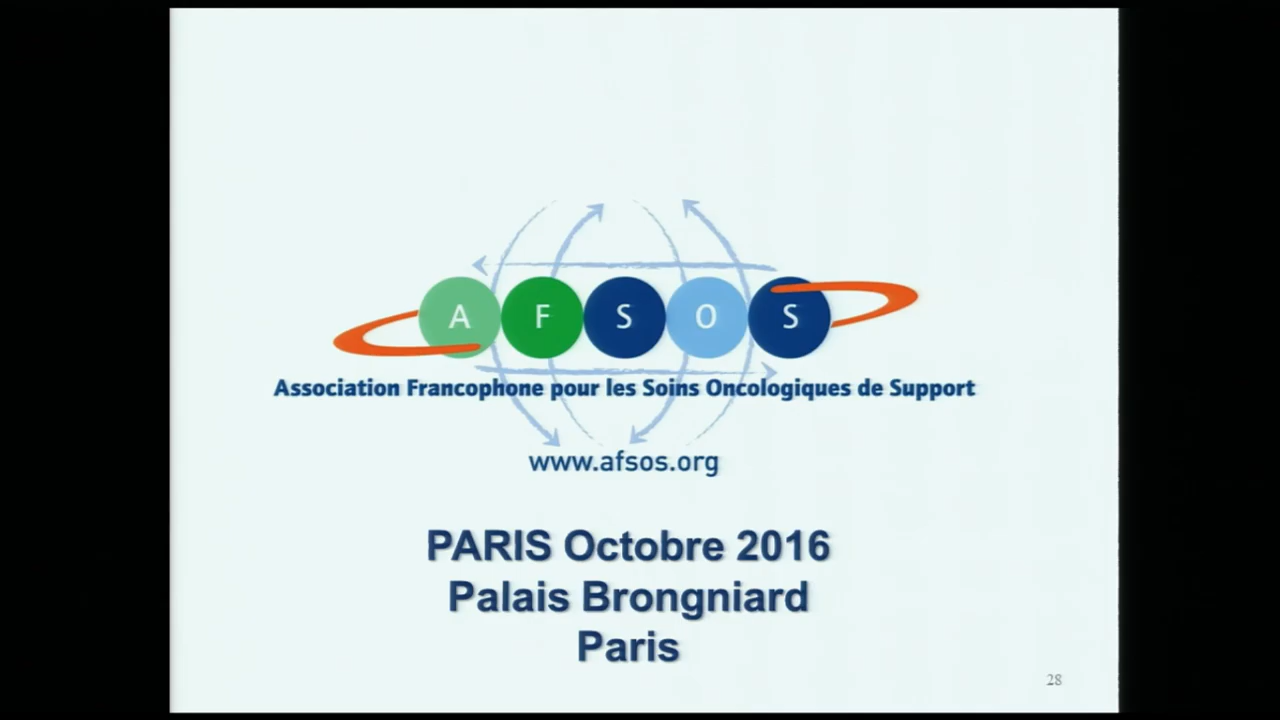 A F S O S
Association Francophone pour les Soins Oncologiques de Support
www.afsos.org
PARIS Octobre 2016
Palais Brongniard
Paris
28